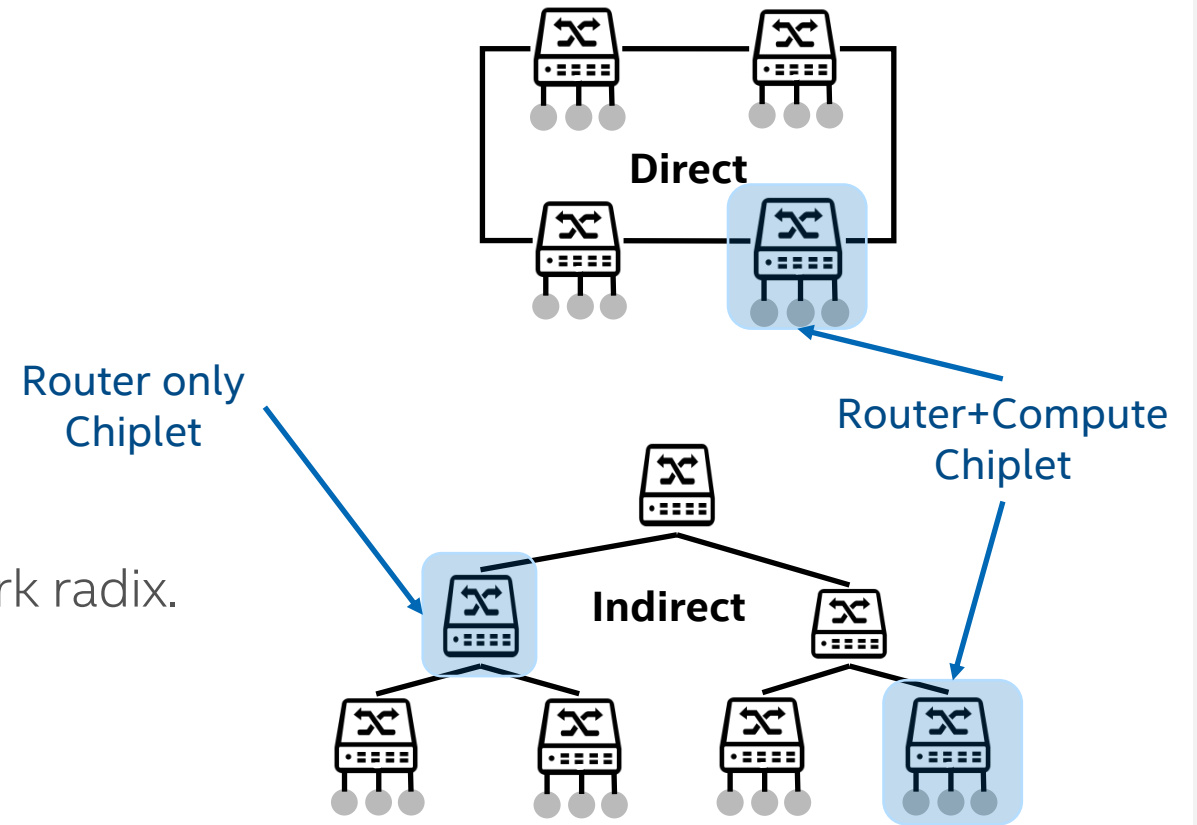 Direct
Router only
Chiplet
Router+Compute
Chiplet
rk radix.
Indirect